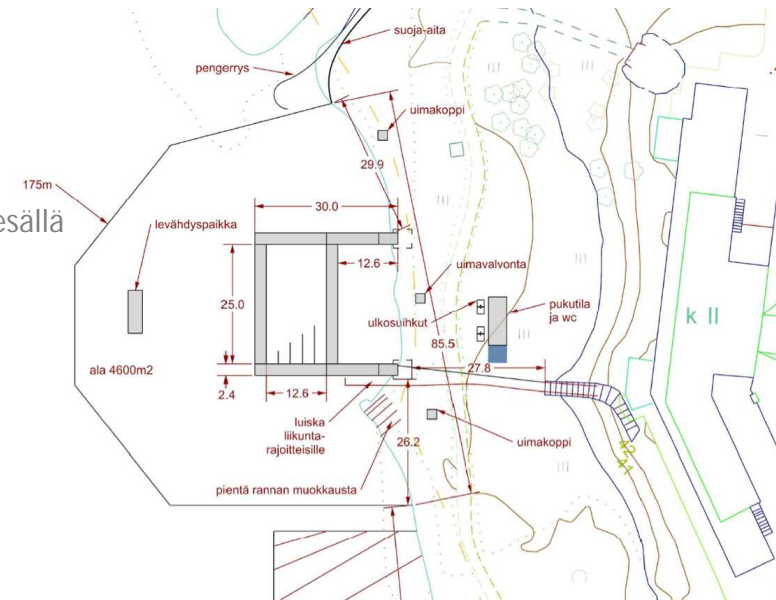 suoja-aita
pengerrys
uimakoppi
175m
29.9
esällä
levähdyspaikka
30.0
12.6
uimavalvonta
25.0
ulkosuihkut
pukutila
ja wc
k II
85.5
ala 4600m2
27.8
2.4
12.6
luiska
liikunta-
rajoitteisille
26.2
uimakoppi
42
41
pientä rannan muokkausta